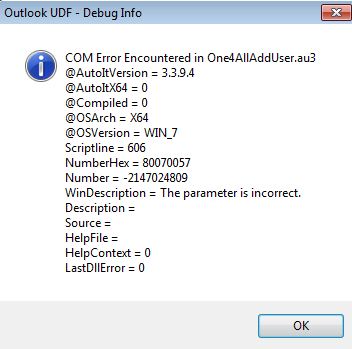 Outlook UDF - Debug Info
COM Error Encountered in One4AllAddUser.au3
@AutoItVersion = 3.3.9.4
@AutoItX64 = 0
@Compiled = 0
@OSArch = X64
@OSVersion = WIN_7
Scriptline = 606
NumberHex = 80070057
Number = -2147024809
WinDescription = The parameter is incorrect.
Description =
Source =
HelpFile =
HelpContext = 0
LastDllError = 0
OK